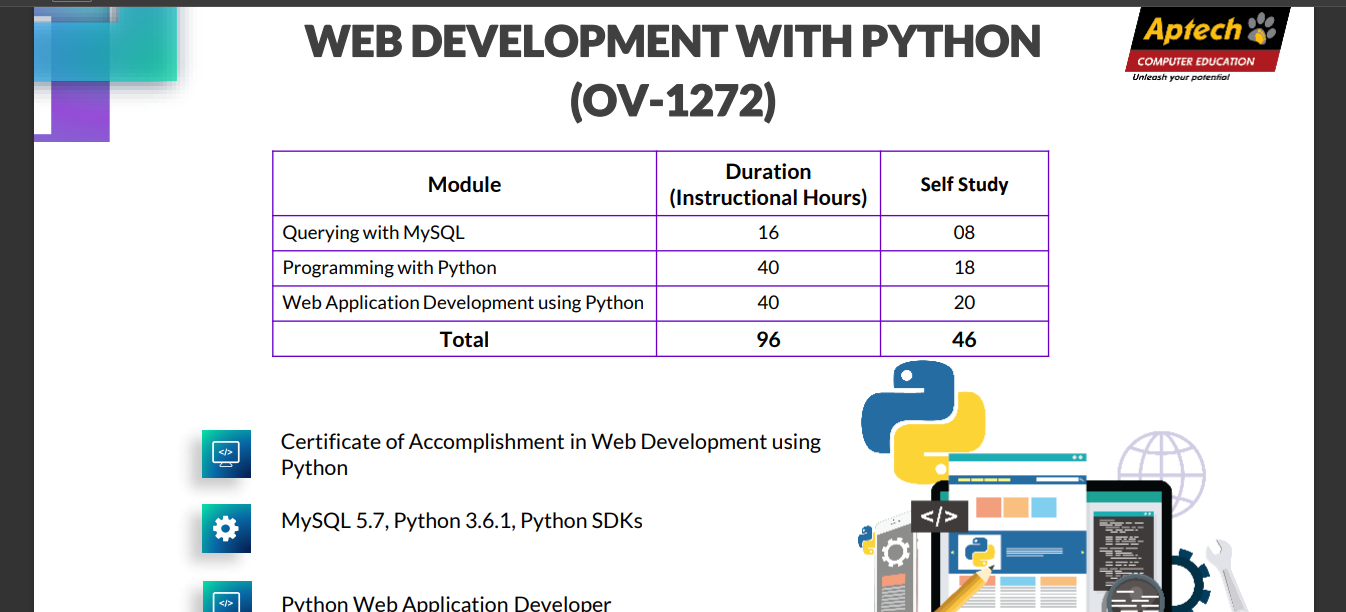 WEB DEVELOPMENT WITH PYTHON
(OV-1272)
Aptech
COMPUTER EDUCATION
Unleash your potential
Module Duration (Instructional Hours) Self Study
Querying with MySQL 16 08
Programming with Python 40 18
Web Application Development using Python 40 20
Total 96 46
</>
Certificate of Accomplishment in Web Development using
Python
MySQL 5.7, Python 3.6.1, Python SDKs
</>
</>
Python Web Application Developer